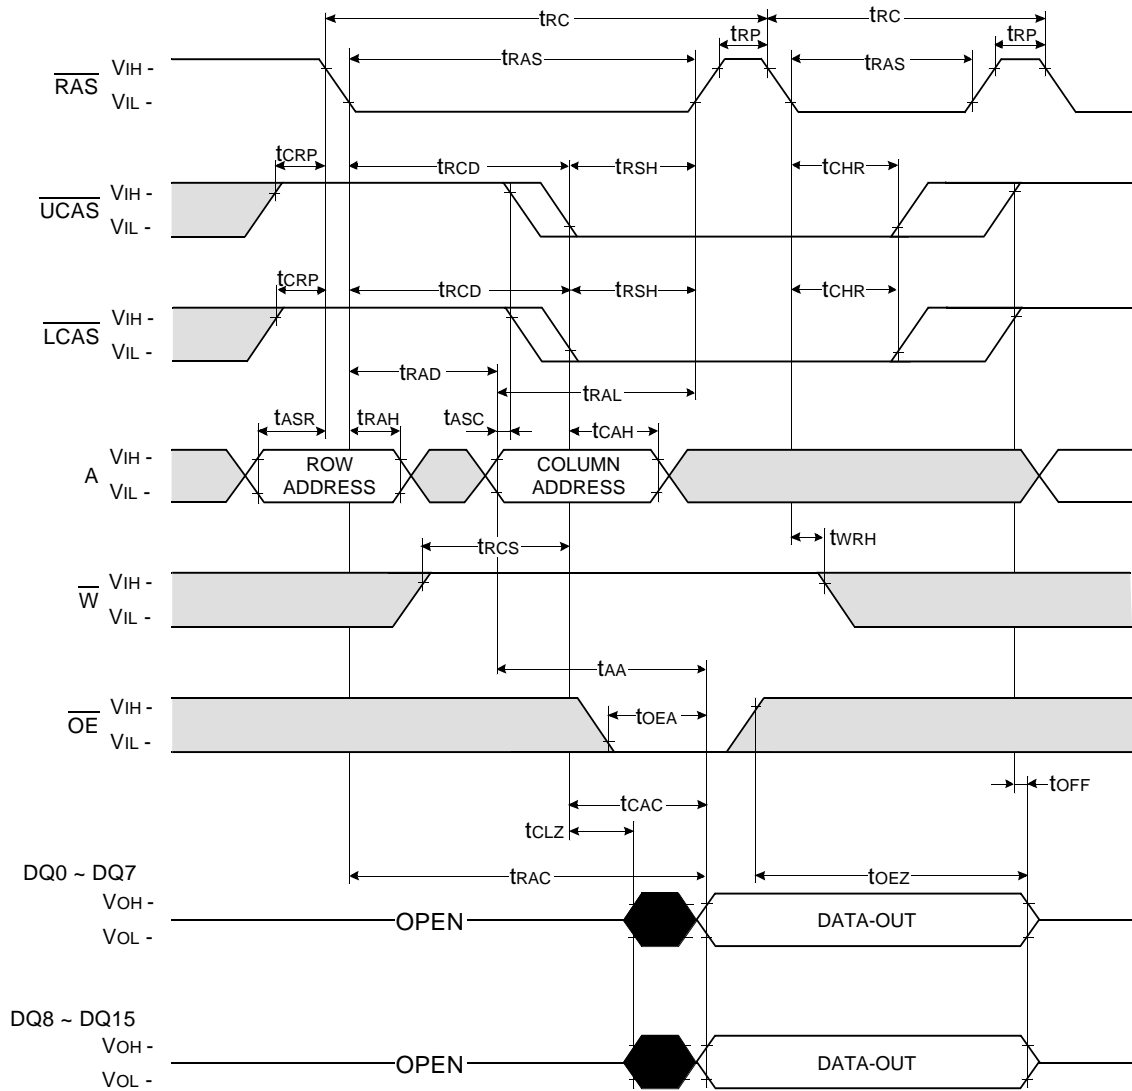 tRC tRC
tRP tRP
tRAS tRAS
RAS VIH -
VIL -
tCRP tRCD tRSH tCHR
UCAS VIH -
VIL -
tCRP tRCD tRSH tCHR
LCAS VIH -
VIL -
tRAD tRAL
tASR tRAH tASC tCAH
A VIH -
VIL -
ROW ADDRESS
COLUMN ADDRESS
tRCS tWRH
W VIH -
VIL -
tAA
OE VIH -
VIL -
tOEA
tOFF
tCAC
tCLZ
tRAC tOEZ
DQ0 ~ DQ7
VOH -
VOL -
OPEN DATA-OUT
DQ8 ~ DQ15
VOH -
VOL -
OPEN DATA-OUT